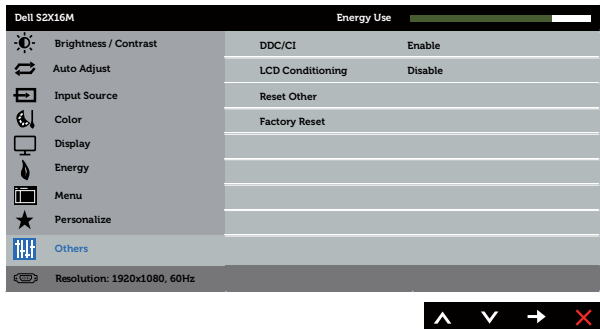 Dell S2X16M Energy Use
Brightness / Contrast DDC/CI Enable
Auto Adjust LCD Conditioning Disable
Input Source Reset Other
Color Factory Reset
Display
Energy
Menu
Personalize
Others
Resolution: 1920x1080, 60Hz